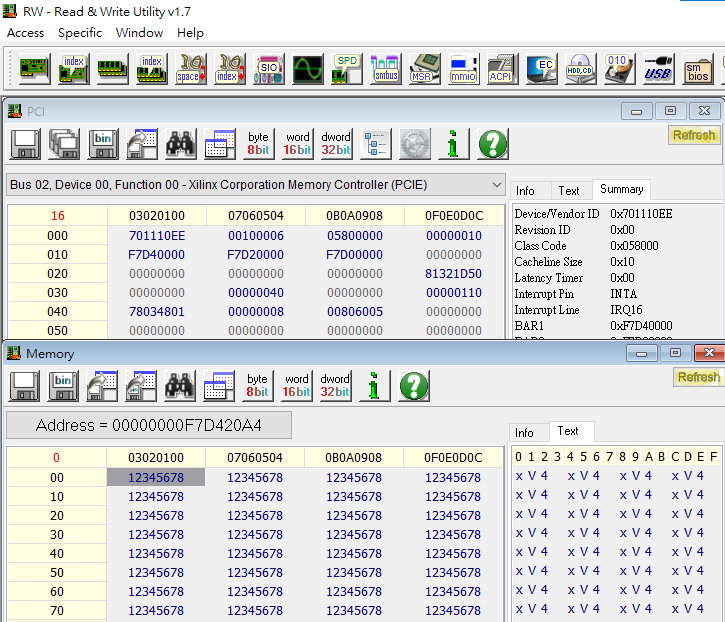 RW - Read & Write Utility v1.7
Access Specific Window Help
index index space index SIO SPD smbus MSR mmio ACPI EC HDD,CD 010 USB sm bios
PCI
bin byte 8bit word 16bit dword 32bit Refresh
Bus 02, Device 00, Function 00 - Xilinx Corporation Memory Controller (PCIE)
Info Text Summary
16 03020100 07060504 0B0A0908 0F0E0D0C
000 701110EE 00100006 05800000 00000010
010 F7D40000 F7D20000 F7D00000 00000000
020 00000000 00000000 00000000 81321D50
030 00000000 00000040 00000000 00000110
040 78034801 00000008 00806005 00000000
050 00000000 00000000 00000000 00000000
Device/Vendor ID 0x701110EE
Revision ID 0x00
Class Code 0x058000
Cacheline Size 0x10
Latency Timer 0x00
Interrupt Pin INTA
Interrupt Line IRQ16
BAR1 0xF7D40000
Memory
bin byte 8bit word 16bit dword 32bit Refresh
Address = 00000000F7D420A4
Info Text
0 03020100 07060504 0B0A0908 0F0E0D0C
00 12345678 12345678 12345678 12345678
10 12345678 12345678 12345678 12345678
20 12345678 12345678 12345678 12345678
30 12345678 12345678 12345678 12345678
40 12345678 12345678 12345678 12345678
50 12345678 12345678 12345678 12345678
60 12345678 12345678 12345678 12345678
70 12345678 12345678 12345678 12345678
0 1 2 3 4 5 6 7 8 9 A B C D E F
x V 4 x V 4 x V 4 x V 4
x V 4 x V 4 x V 4 x V 4
x V 4 x V 4 x V 4 x V 4
x V 4 x V 4 x V 4 x V 4
x V 4 x V 4 x V 4 x V 4
x V 4 x V 4 x V 4 x V 4
x V 4 x V 4 x V 4 x V 4
x V 4 x V 4 x V 4 x V 4